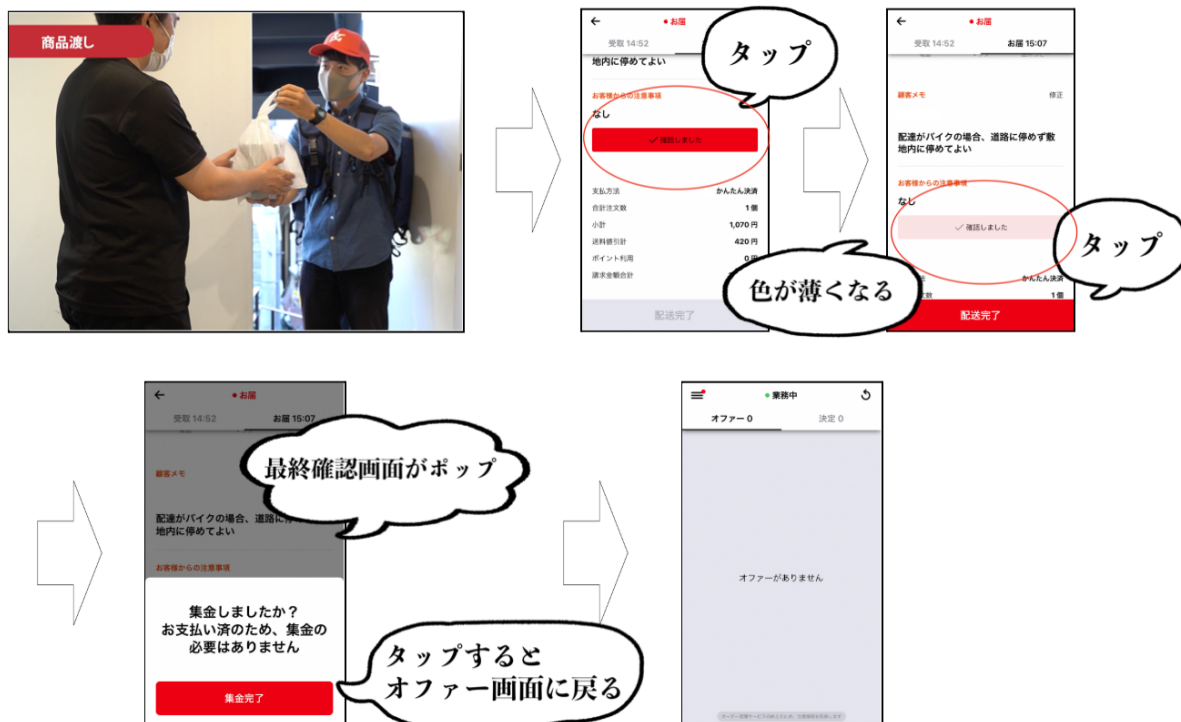 商品渡し
お届
受取 14:52
地内に停めてよい
お客様からの注意事項
なし
確認しました
支払方法 かんたん決済
合計注文数 1個
小計 1,070円
送料値引計 420円
ポイント利用 0円
請求金額合計
配送完了
タップ
色が薄くなる
お届
受取 14:52 お届 15:07
顧客メモ 修正
配達がバイクの場合、道路に停めず敷
地内に停めてよい
お客様からの注意事項
なし
確認しました
かんたん決済
1個
配送完了
タップ
お届
受取 14:52 お届 15:07
顧客メモ
配達がバイクの場合、道路に
地内に停めてよい
お客様からの注意事項
集金しましたか?
お支払い済のため、集金の
必要はありません
集金完了
最終確認画面がポップ
タップすると
オファー画面に戻る
業務中
オファー 0 決定 0
オファーがありません